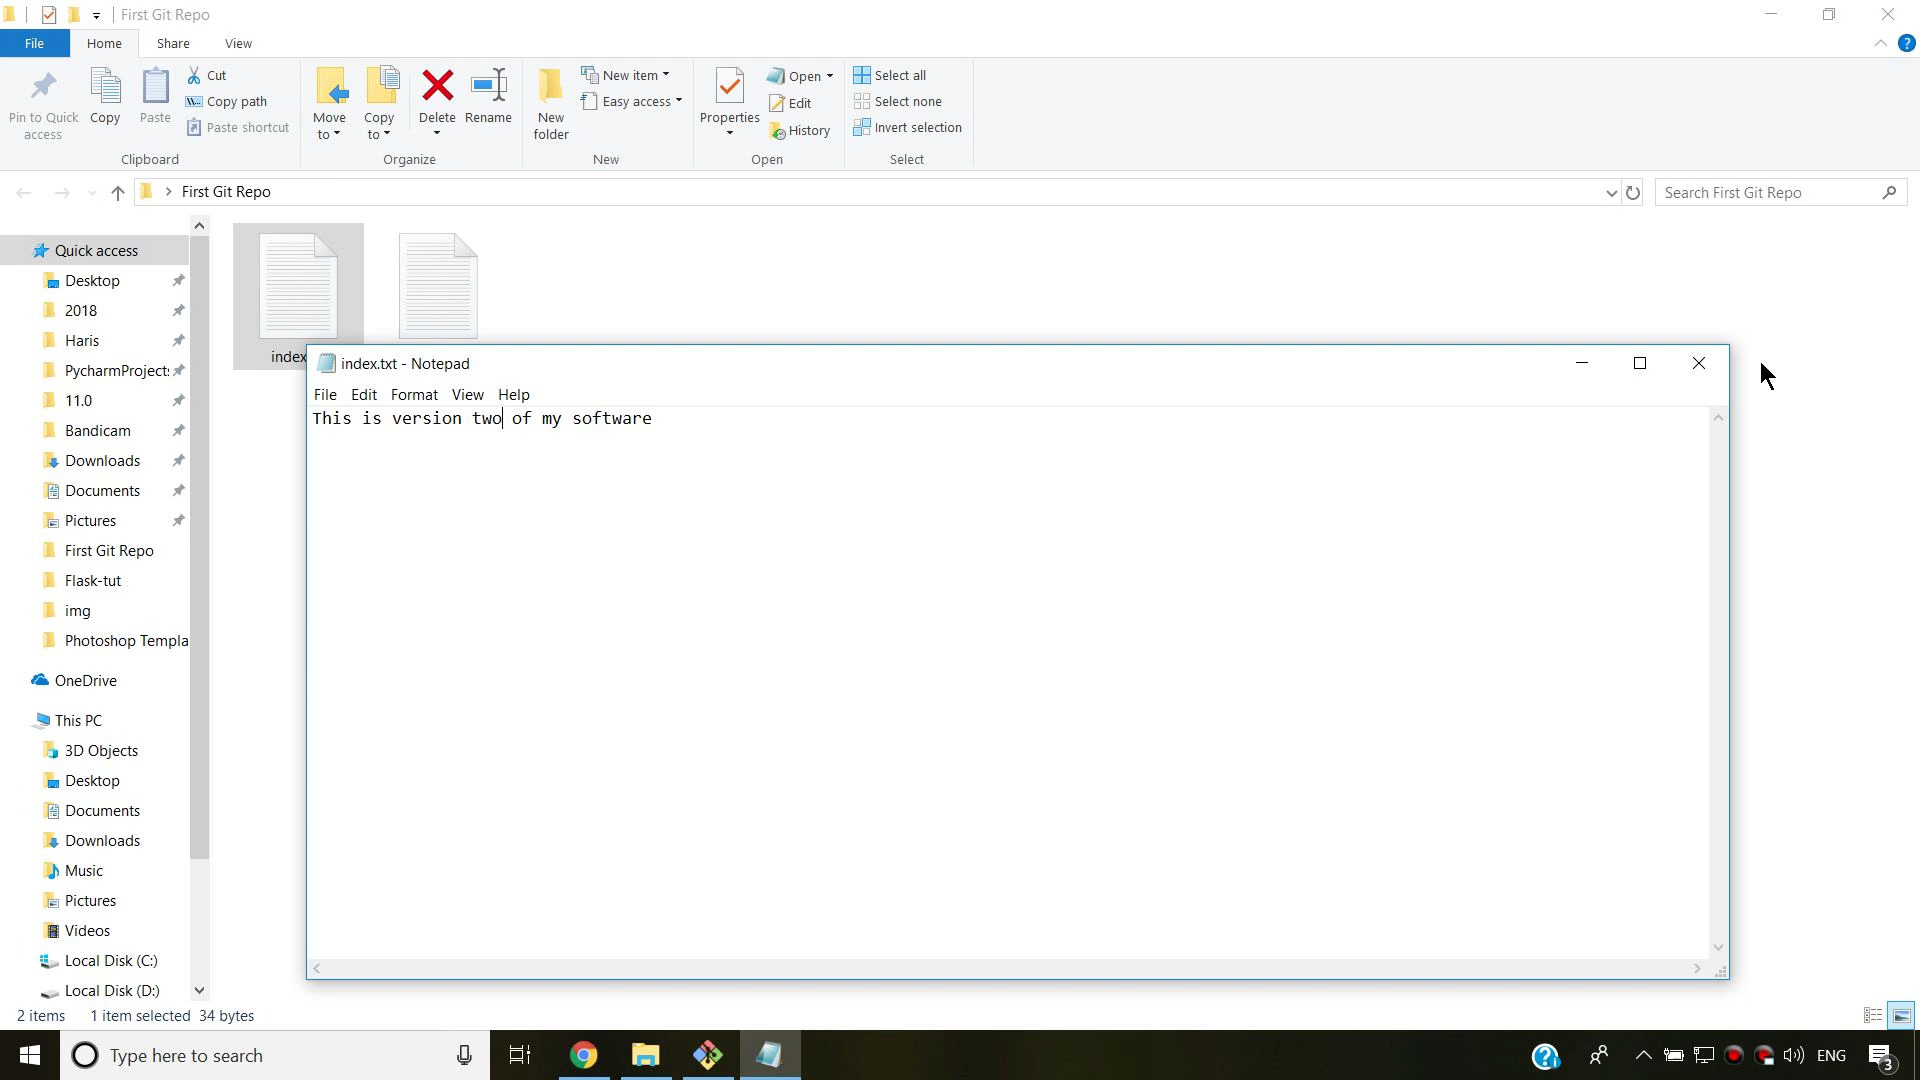 First Git Repo
File Home Share View
Pin to Quick access
Copy
Paste
Cut
Copy path
Paste shortcut
Clipboard
Move to
Copy to
Delete
Rename
Organize
New folder
New item
Easy access
New
Properties
Open
Edit
History
Open
Select all
Select none
Invert selection
Select
First Git Repo
Search First Git Repo
Quick access
Desktop
2018
Haris
PycharmProjects
11.0
Bandicam
Downloads
Documents
Pictures
First Git Repo
Flask-tut
img
Photoshop Templa
OneDrive
This PC
3D Objects
Desktop
Documents
Downloads
Music
Pictures
Videos
Local Disk (C:)
Local Disk (D:)
index
index.txt - Notepad
File Edit Format View Help
This is version two of my software
2 items 1 item selected 34 bytes
Type here to search
ENG
3